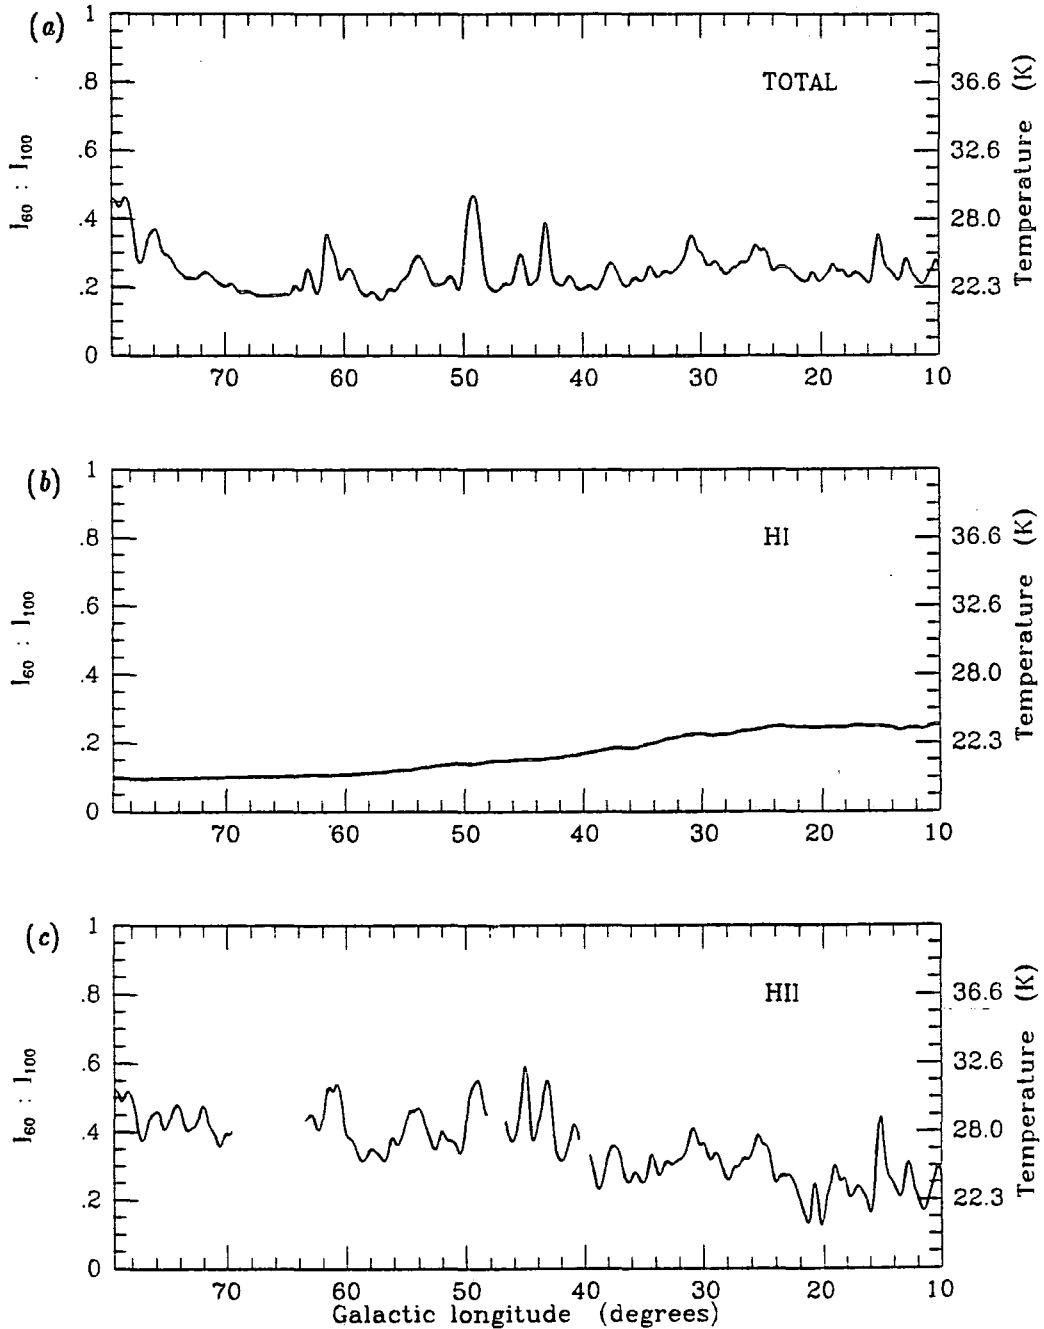 (a)
TOTAL
1
.8
.6
.4
.2
0
I60 : I100
36.6
32.6
28.0
22.3
Temperature (K)
70 60 50 40 30 20 10
(b)
HI
1
.8
.6
.4
.2
0
I60 : I100
36.6
32.6
28.0
22.3
Temperature (K)
70 60 50 40 30 20 10
(c)
HII
1
.8
.6
.4
.2
0
I60 : I100
36.6
32.6
28.0
22.3
Temperature (K)
70 60 50 40 30 20 10
Galactic longitude (degrees)